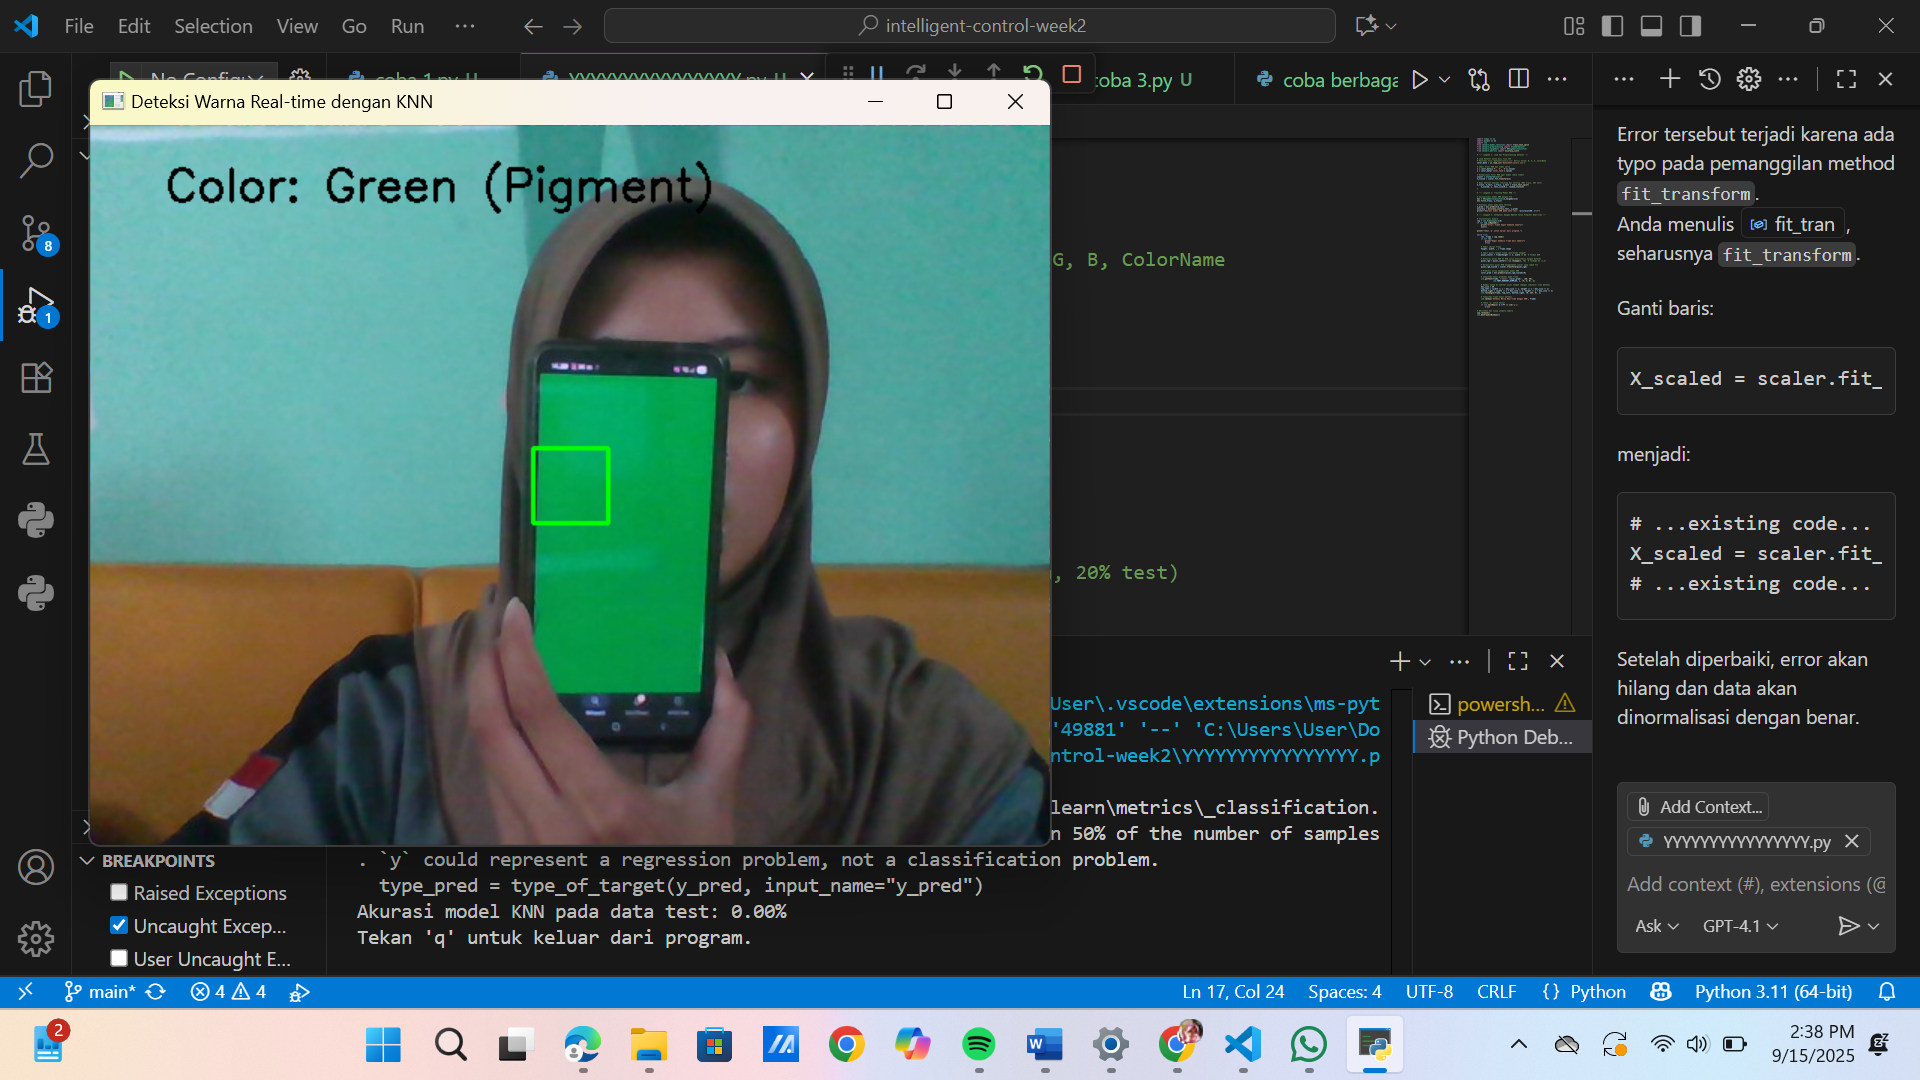 File Edit Selection View Go Run ...
intelligent-control-week2
coba 1.py U
YYYYYYYYYYYYYYYY.py U
coba 3.py U
coba berbaga
Deteksi Warna Real-time dengan KNN
Color: Green (Pigment)
G, B, ColorName
, 20% test)
8
1
Error tersebut terjadi karena ada
typo pada pemanggilan method
fit_transform.
Anda menulis fit_tran,
seharusnya fit_transform.
Ganti baris:
X_scaled = scaler.fit_
menjadi:
# ...existing code...
X_scaled = scaler.fit_
# ...existing code...
Setelah diperbaiki, error akan
hilang dan data akan
dinormalisasi dengan benar.
User\.vscode\extensions\ms-pyt
'49881' '--' 'C:\Users\User\Do
ntrol-week2\YYYYYYYYYYYYYYYY.p
learn\metrics\_classification.
n 50% of the number of samples
. `y` could represent a regression problem, not a classification problem.
type_pred = type_of_target(y_pred, input_name="y_pred")
Akurasi model KNN pada data test: 0.00%
Tekan 'q' untuk keluar dari program.
powersh...
Python Deb...
Add Context...
YYYYYYYYYYYYYYYY.py
Add context (#), extensions (@
Ask GPT-4.1
BREAKPOINTS
Raised Exceptions
Uncaught Excep...
User Uncaught E...
main* 4 4
Ln 17, Col 24 Spaces: 4 UTF-8 CRLF {} Python Python 3.11 (64-bit)
2
2:38 PM
9/15/2025